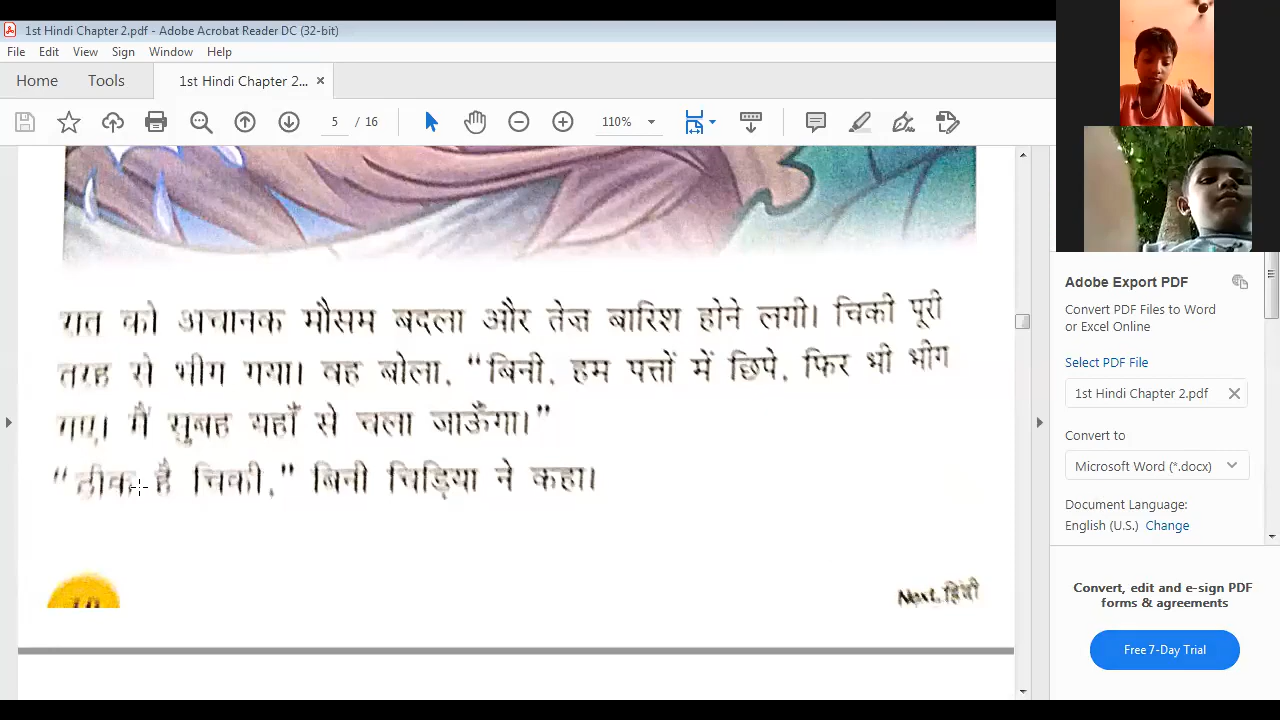 1st Hindi Chapter 2.pdf - Adobe Acrobat Reader DC (32-bit)
File Edit View Sign Window Help
Home Tools 1st Hindi Chapter 2... ×
5 / 16 110%
रात को अचानक मौसम बदला और तेज़ बारिश होने लगी। चिकी पूरी
तरह से भीग गया। वह बोला, “बिनी, हम पत्तों में छिपे, फिर भी भीग
गए। मैं सुबह यहाँ से चला जाऊँगा।”
“ठीक है चिकी,” बिनी चिड़िया ने कहा।
10
Next, हिंदी
Adobe Export PDF
Convert PDF Files to Word
or Excel Online
Select PDF File
1st Hindi Chapter 2.pdf
Convert to
Microsoft Word (*.docx)
Document Language:
English (U.S.) Change
Convert, edit and e-sign PDF
forms & agreements
Free 7-Day Trial